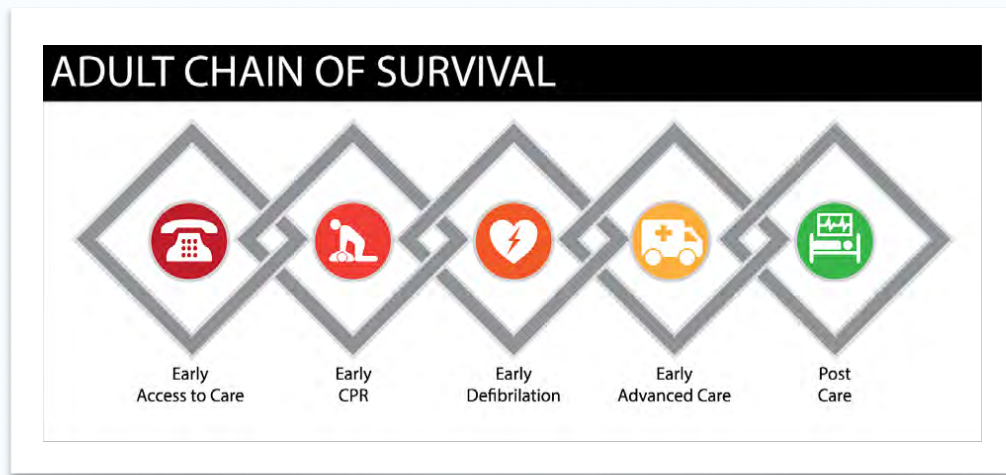 ADULT CHAIN OF SURVIVAL
Early
Access to Care
Early
CPR
Early
Defibrilation
Early
Advanced Care
Post
Care